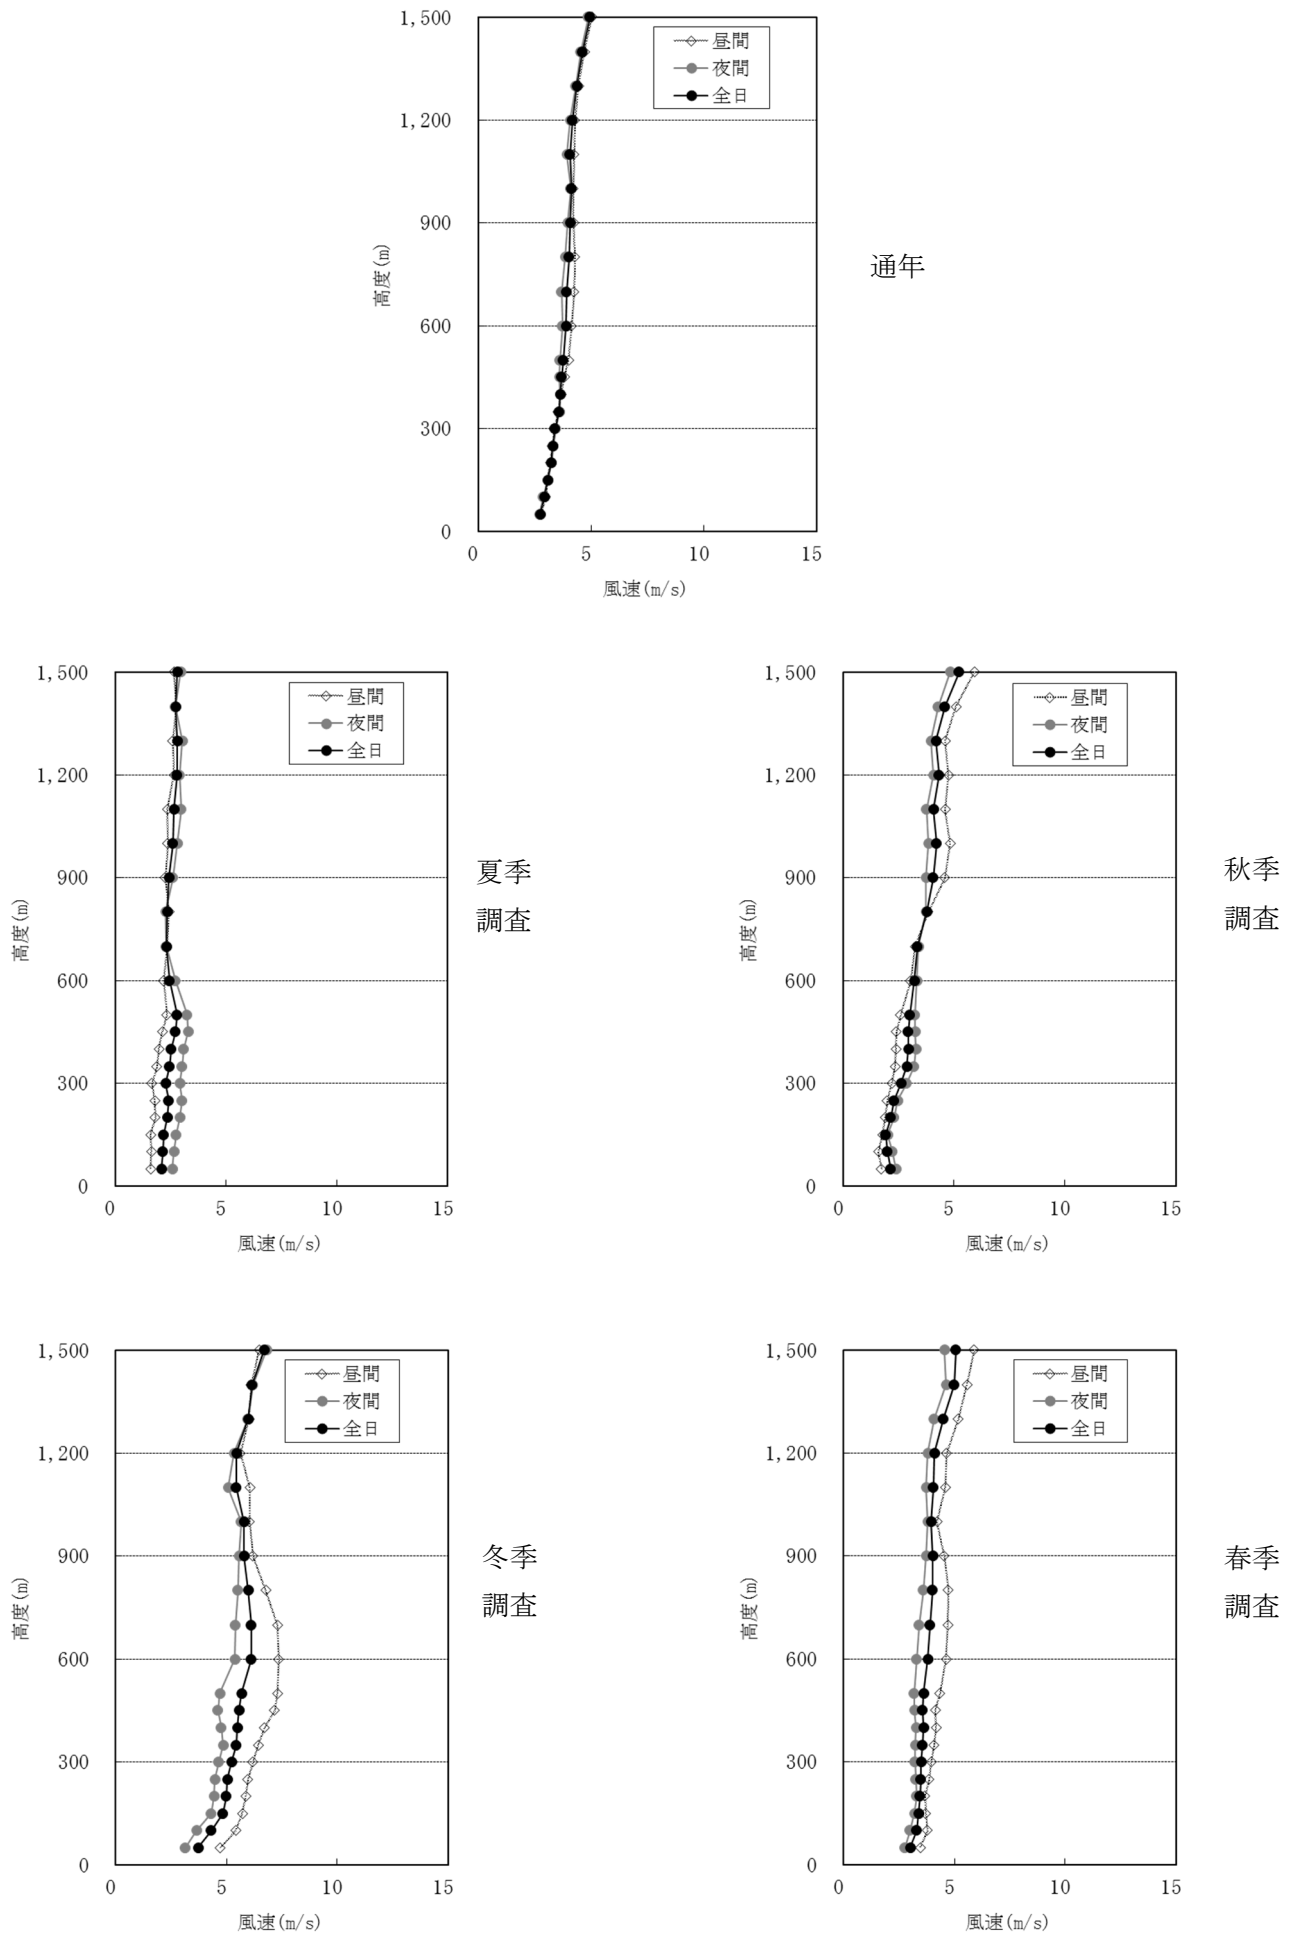 1,500
1,200
900
600
300
0
高度(m)
0 5 10 15
風速(m/s)
昼間
夜間
全日
通年
1,500
1,200
900
600
300
0
高度(m)
0 5 10 15
風速(m/s)
昼間
夜間
全日
夏季
調査
1,500
1,200
900
600
300
0
高度(m)
0 5 10 15
風速(m/s)
昼間
夜間
全日
秋季
調査
1,500
1,200
900
600
300
0
高度(m)
0 5 10 15
風速(m/s)
昼間
夜間
全日
冬季
調査
1,500
1,200
900
600
300
0
高度(m)
0 5 10 15
風速(m/s)
昼間
夜間
全日
春季
調査